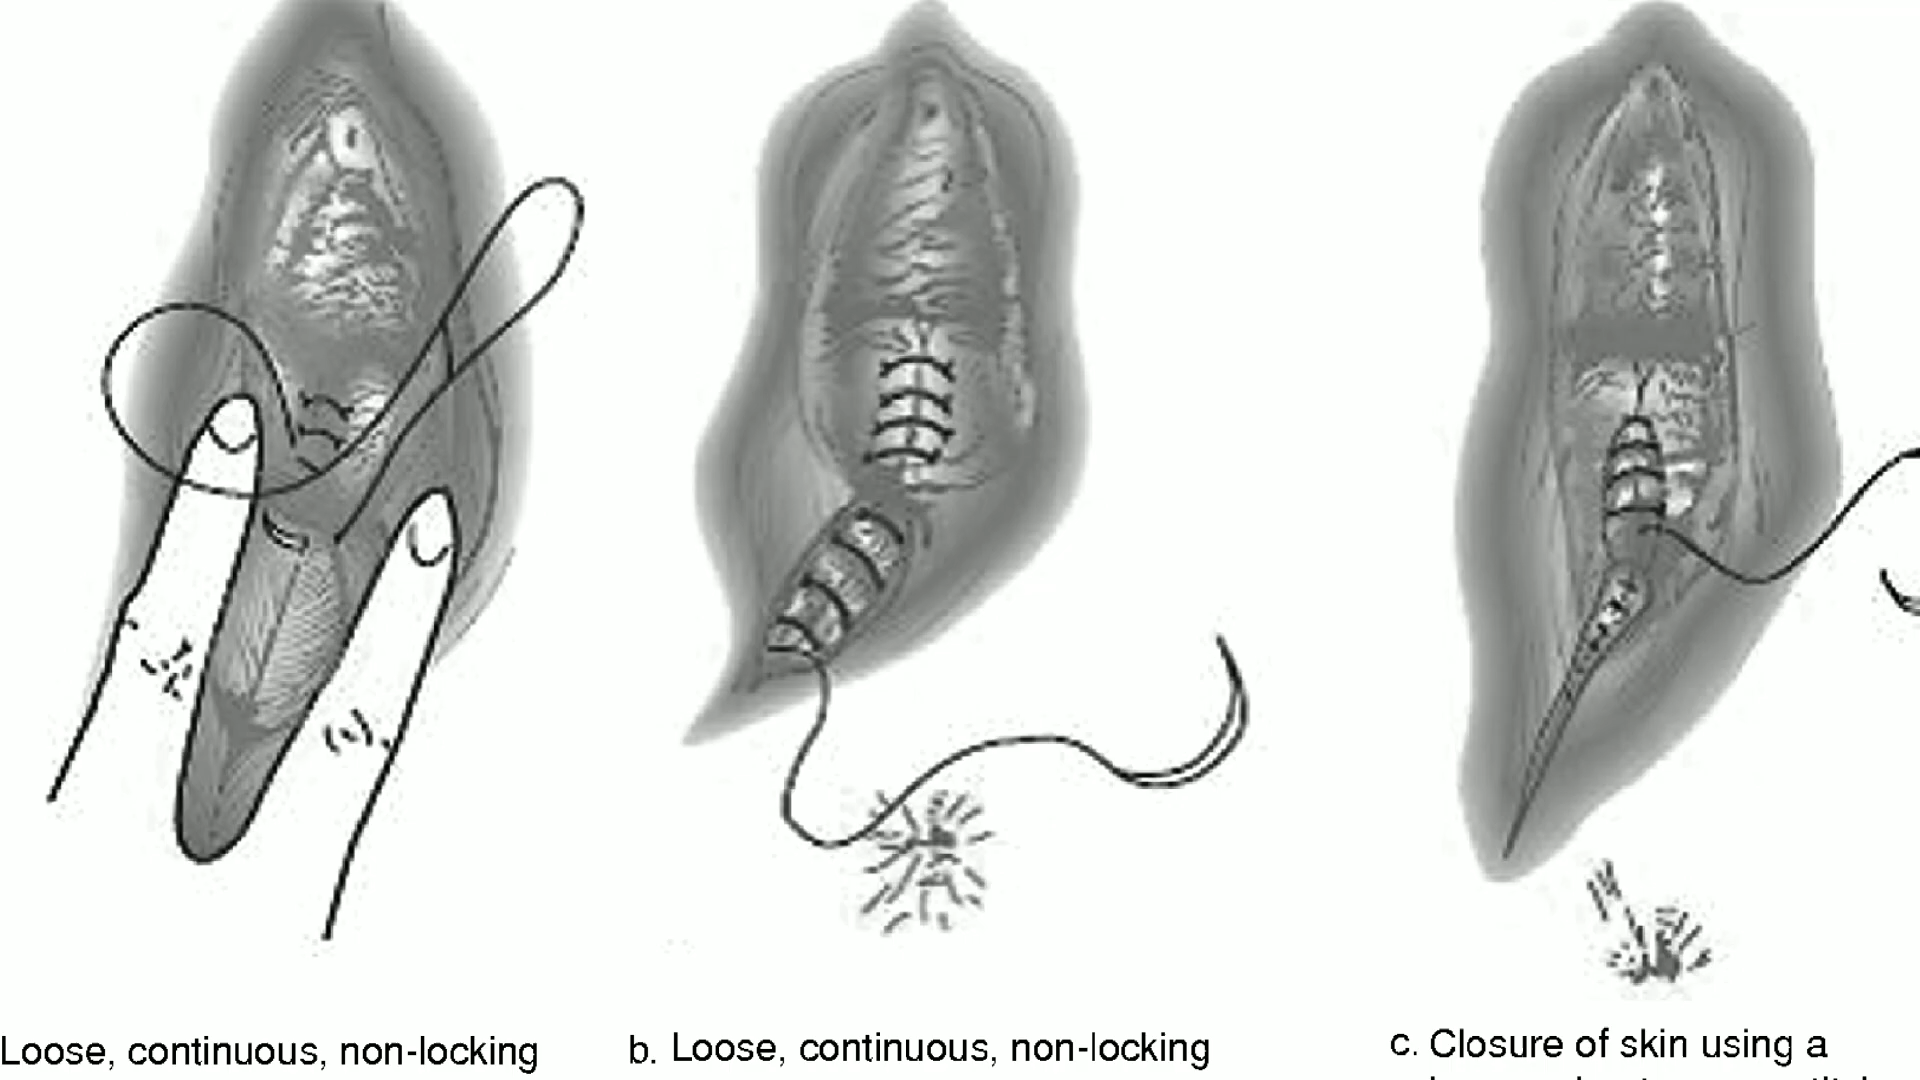 Loose, continuous, non-locking
b. Loose, continuous, non-locking
c. Closure of skin using a